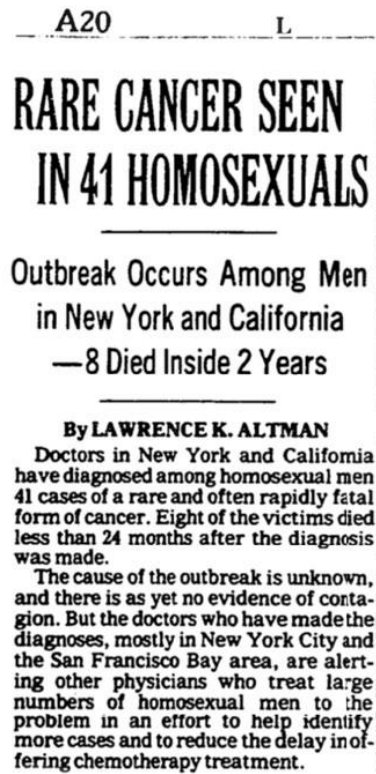 A20 L
RARE CANCER SEEN
IN 41 HOMOSEXUALS
Outbreak Occurs Among Men
in New York and California
—8 Died Inside 2 Years
By LAWRENCE K. ALTMAN
Doctors in New York and California
have diagnosed among homosexual men
41 cases of a rare and often rapidly fatal
form of cancer. Eight of the victims died
less than 24 months after the diagnosis
was made.
The cause of the outbreak is unknown,
and there is as yet no evidence of conta-
gion. But the doctors who have made the
diagnoses, mostly in New York City and
the San Francisco Bay area, are alert-
ing other physicians who treat large
numbers of homosexual men to the
problem in an effort to help identify
more cases and to reduce the delay in of-
fering chemotherapy treatment.